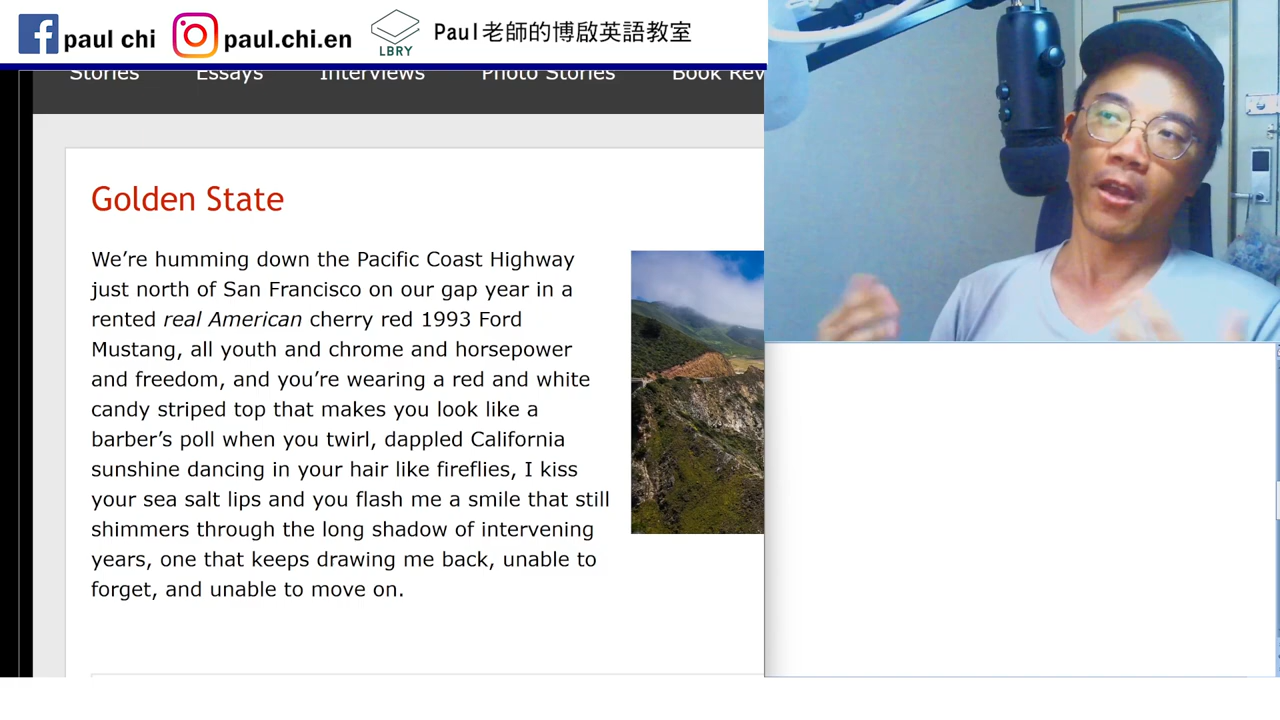 paul chi
paul.chi.en
LBRY
Paul老師的博啟英語教室
Stories Essays Interviews Photo Stories Book Rev
Golden State
We’re humming down the Pacific Coast Highway
just north of San Francisco on our gap year in a
rented real American cherry red 1993 Ford
Mustang, all youth and chrome and horsepower
and freedom, and you’re wearing a red and white
candy striped top that makes you look like a
barber’s poll when you twirl, dappled California
sunshine dancing in your hair like fireflies, I kiss
your sea salt lips and you flash me a smile that still
shimmers through the long shadow of intervening
years, one that keeps drawing me back, unable to
forget, and unable to move on.